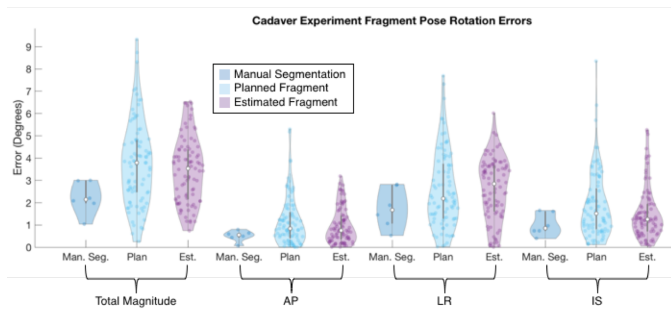 Cadaver Experiment Fragment Pose Rotation Errors
Manual Segmentation
Planned Fragment
Estimated Fragment
Error (Degrees)
9
8
7
6
5
4
3
2
1
0
Man. Seg. Plan Est. Man. Seg. Plan Est. Man. Seg. Plan Est. Man. Seg. Plan Est.
Total Magnitude AP LR IS